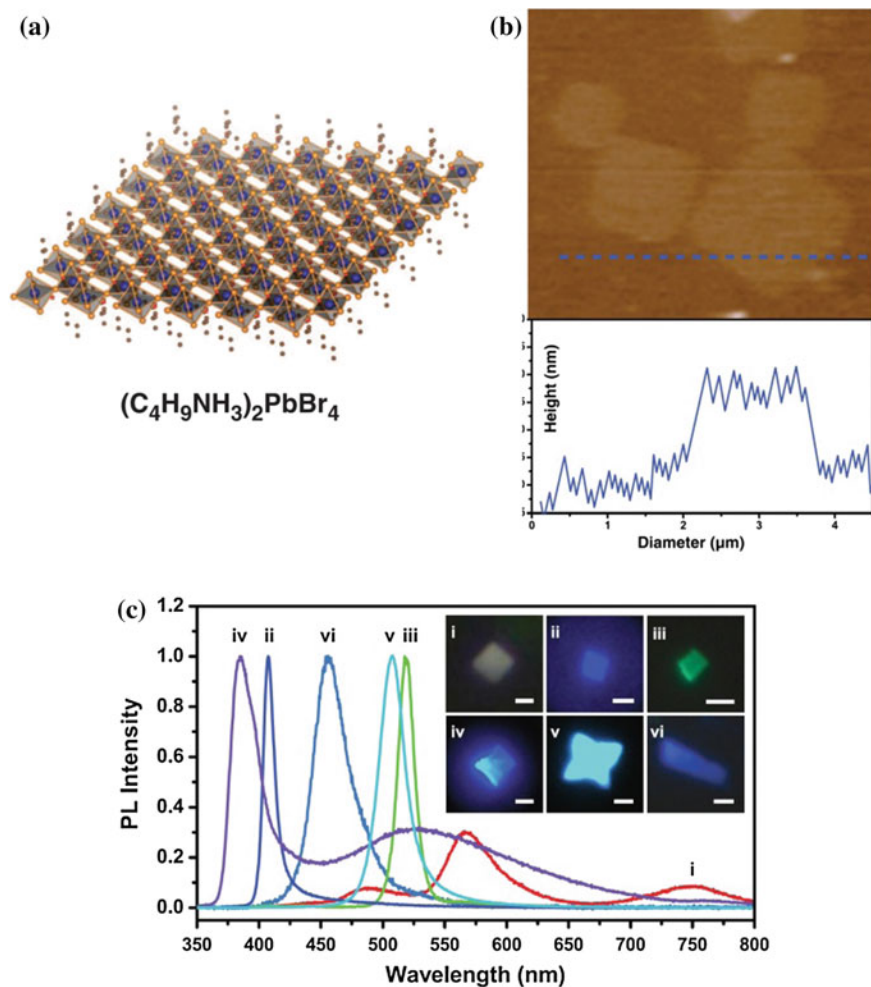 (a)
(C₄H₉NH₃)₂PbBr₄
(b)
Height (nm)
0 1 2 3 4
Diameter (µm)
(c)
1.2
1.0
0.8
0.6
0.4
0.2
0.0
PL Intensity
iv ii vi v iii
i
i ii iii
iv v vi
350 400 450 500 550 600 650 700 750 800
Wavelength (nm)